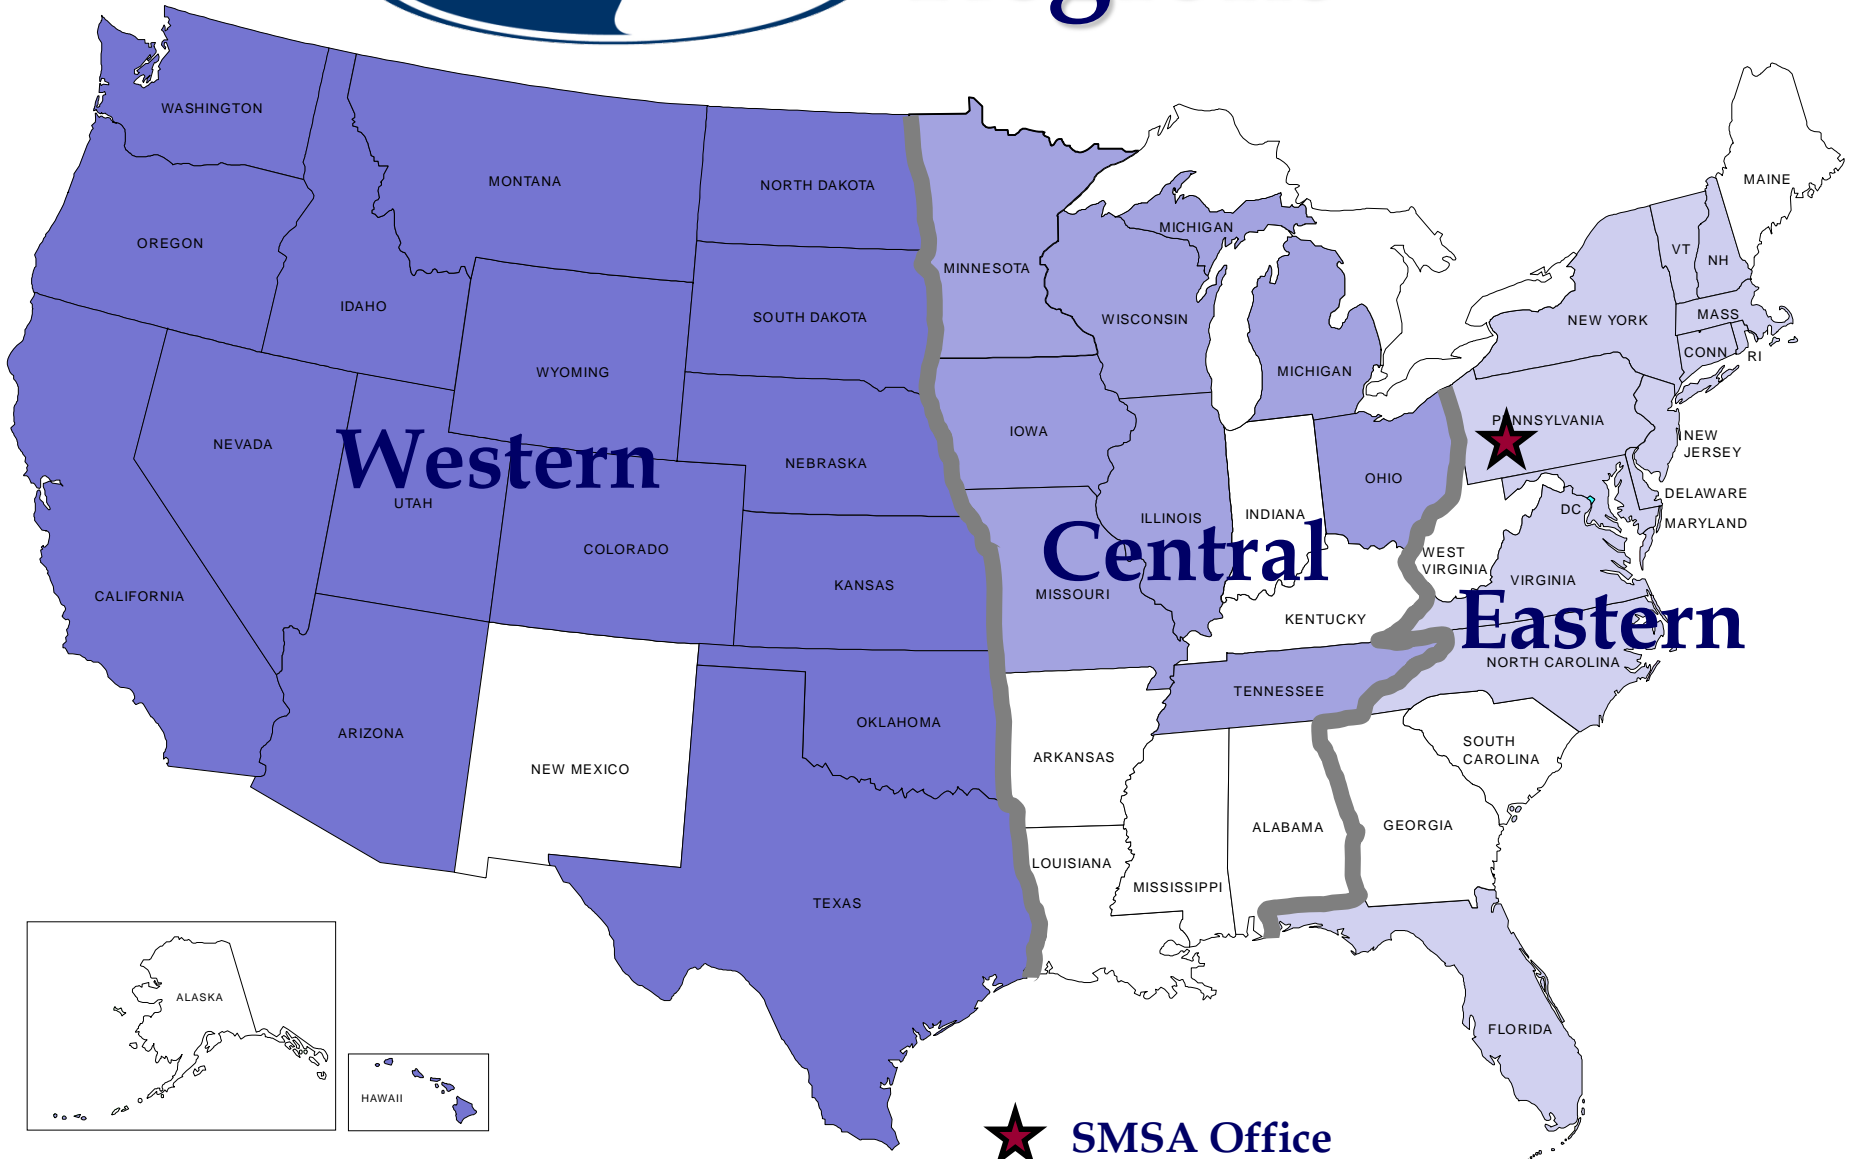 WASHINGTON
MONTANA
NORTH DAKOTA
MAINE
OREGON
MICHIGAN
VT
NH
MINNESOTA
IDAHO
SOUTH DAKOTA
WISCONSIN
NEW YORK
MASS
CONN
RI
WYOMING
MICHIGAN
PENNSYLVANIA
NEVADA
Western
IOWA
NEW
JERSEY
NEBRASKA
OHIO
UTAH
DELAWARE
DC
MARYLAND
ILLINOIS
INDIANA
COLORADO
Central
WEST
VIRGINIA
KANSAS
VIRGINIA
CALIFORNIA
MISSOURI
KENTUCKY
Eastern
NORTH CAROLINA
TENNESSEE
OKLAHOMA
ARIZONA
SOUTH
CAROLINA
NEW MEXICO
ARKANSAS
ALABAMA
GEORGIA
LOUISIANA
MISSISSIPPI
TEXAS
ALASKA
FLORIDA
HAWAII
SMSA Office